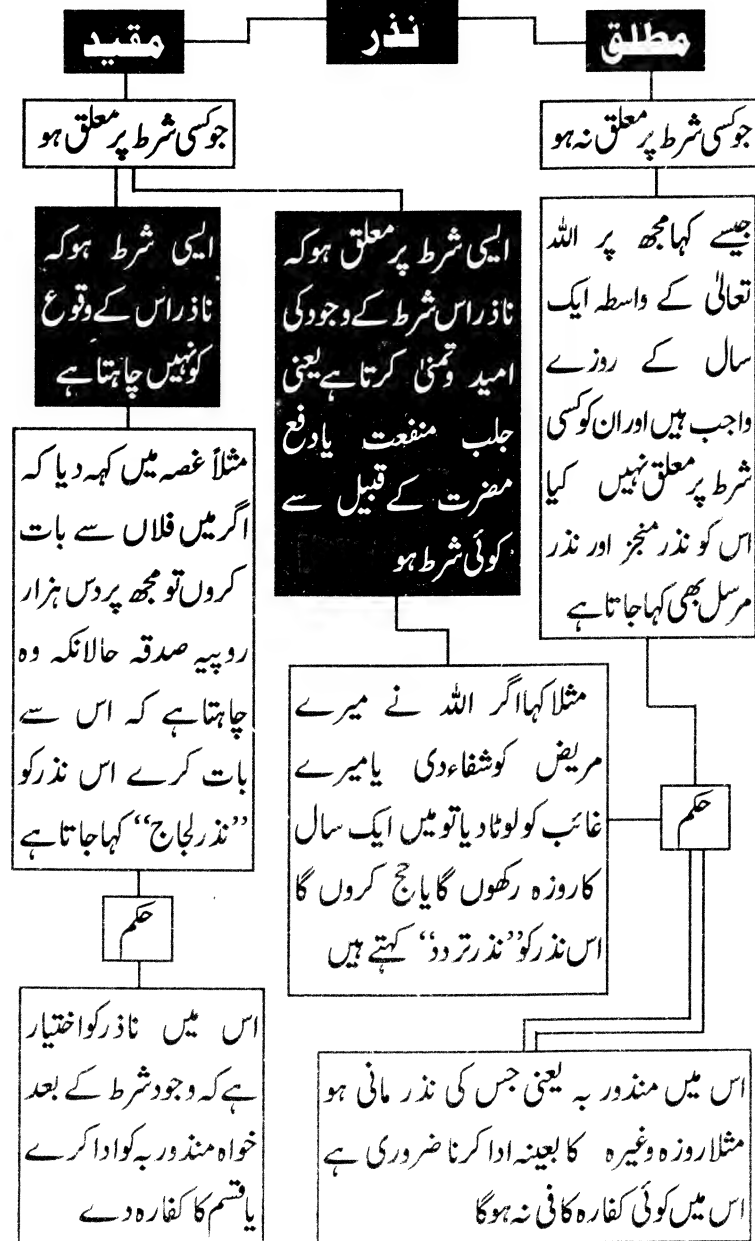 نذر
مطلق
مقید
جو کسی شرط پر معلق نہ ہو
جو کسی شرط پر معلق ہو
جیسے کہا مجھ پر اللہ
تعالیٰ کے واسطہ ایک
سال کے روزے
واجب ہیں اور ان کو کسی
شرط پر معلق نہیں کیا
اس کو نذر منجز اور نذر
مرسل بھی کہا جاتا ہے
ایسی شرط پر معلق ہو کہ
ناذر اس شرط کے وجود کی
امید و تمنیٰ کرتا ہے یعنی
جلب منفعت یا دفع
مضرت کے قبیل سے
کوئی شرط ہو
ایسی شرط ہو کہ
ناذر اس کے وقوع
کو نہیں چاہتا ہے
مثلاً غصہ میں کہہ دیا کہ
اگر میں فلاں سے بات
کروں تو مجھ پر دس ہزار
روپیہ صدقہ حالانکہ وہ
چاہتا ہے کہ اس سے
بات کرے اس نذر کو
”نذر لجاج“ کہا جاتا ہے
مثلا کہا اگر اللہ نے میرے
مریض کو شفاء دی یا میرے
غائب کو لوٹا دیا تو میں ایک سال
کا روزہ رکھوں گا یا حج کروں گا
اس نذر کو ”نذر تردد“ کہتے ہیں
حکم
حکم
اس میں منذور بہ یعنی جس کی نذر مانی ہو
مثلا روزہ وغیرہ کا بعینہ ادا کرنا ضروری ہے
اس میں کوئی کفارہ کافی نہ ہوگا
اس میں ناذر کو اختیار
ہے کہ وجود شرط کے بعد
خواہ منذور بہ کو ادا کرے
یا قسم کا کفارہ دے